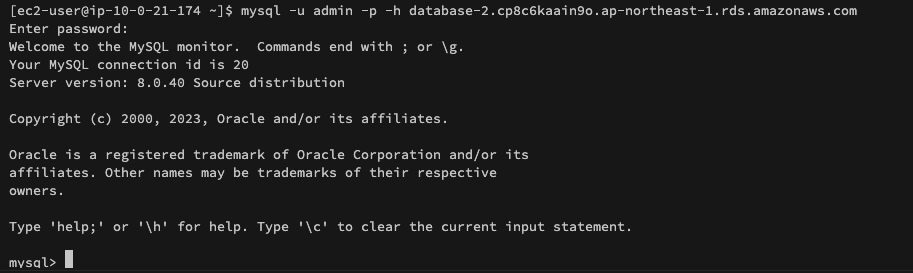 [ec2-user@ip-10-0-21-174 ~]$ mysql -u admin -p -h database-2.cp8c6kaain9o.ap-northeast-1.rds.amazonaws.com
Enter password:
Welcome to the MySQL monitor.  Commands end with ; or \g.
Your MySQL connection id is 20
Server version: 8.0.40 Source distribution
Copyright (c) 2000, 2023, Oracle and/or its affiliates.
Oracle is a registered trademark of Oracle Corporation and/or its
affiliates. Other names may be trademarks of their respective
owners.
Type 'help;' or '\h' for help. Type '\c' to clear the current input statement.
mysql>